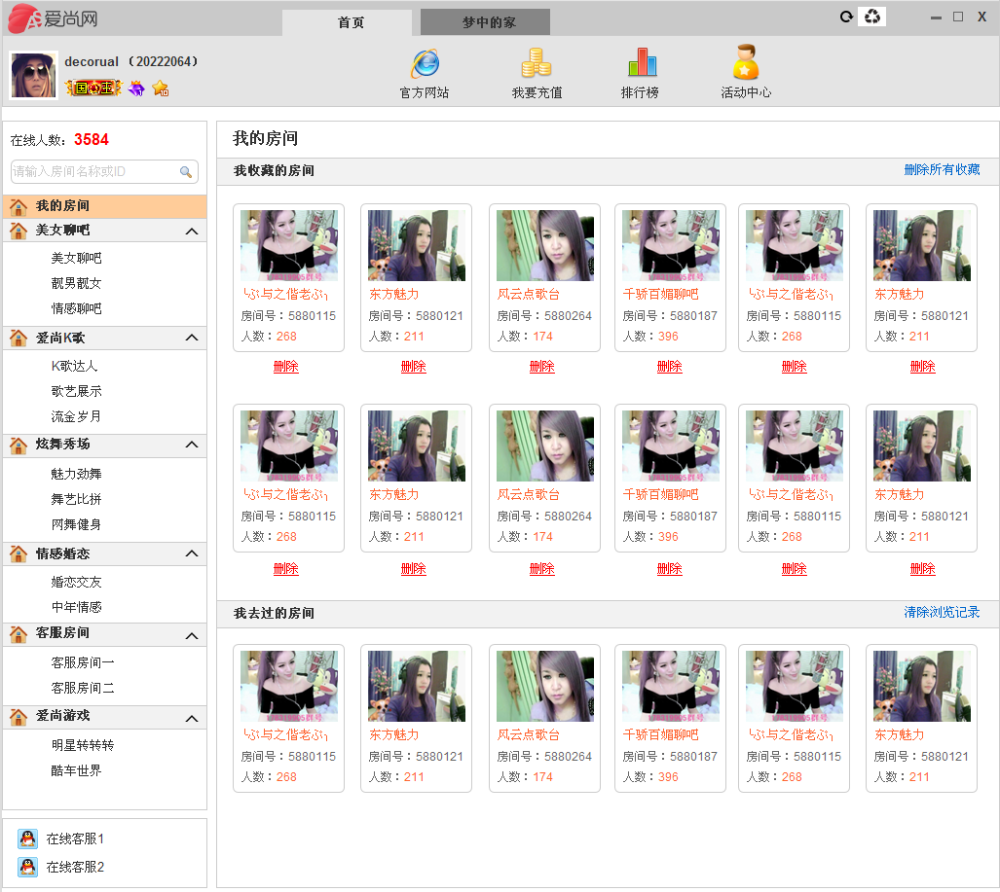 爱尚网
首页
梦中的家
X
decorual （20222064）
国王
官方网站
我要充值
排行榜
活动中心
在线人数：3584
请输入房间名称或ID
我的房间
美女聊吧
美女聊吧
靓男靓女
情感聊吧
爱尚K歌
K歌达人
歌艺展示
流金岁月
炫舞秀场
魅力劲舞
舞艺比拼
网舞健身
情感婚恋
婚恋交友
中年情感
客服房间
客服房间一
客服房间二
爱尚游戏
明星转转转
酷车世界
在线客服1
在线客服2
我的房间
我收藏的房间
删除所有收藏
╰ぷ与之偕老ぷ╮
房间号：5880115
人数：268
删除
东方魅力
房间号：5880121
人数：211
删除
风云点歌台
房间号：5880264
人数：174
删除
千骄百媚聊吧
房间号：5880187
人数：396
删除
╰ぷ与之偕老ぷ╮
房间号：5880115
人数：268
删除
东方魅力
房间号：5880121
人数：211
删除
╰ぷ与之偕老ぷ╮
房间号：5880115
人数：268
删除
东方魅力
房间号：5880121
人数：211
删除
风云点歌台
房间号：5880264
人数：174
删除
千骄百媚聊吧
房间号：5880187
人数：396
删除
╰ぷ与之偕老ぷ╮
房间号：5880115
人数：268
删除
东方魅力
房间号：5880121
人数：211
删除
我去过的房间
清除浏览记录
╰ぷ与之偕老ぷ╮
房间号：5880115
人数：268
东方魅力
房间号：5880121
人数：211
风云点歌台
房间号：5880264
人数：174
千骄百媚聊吧
房间号：5880187
人数：396
╰ぷ与之偕老ぷ╮
房间号：5880115
人数：268
东方魅力
房间号：5880121
人数：211